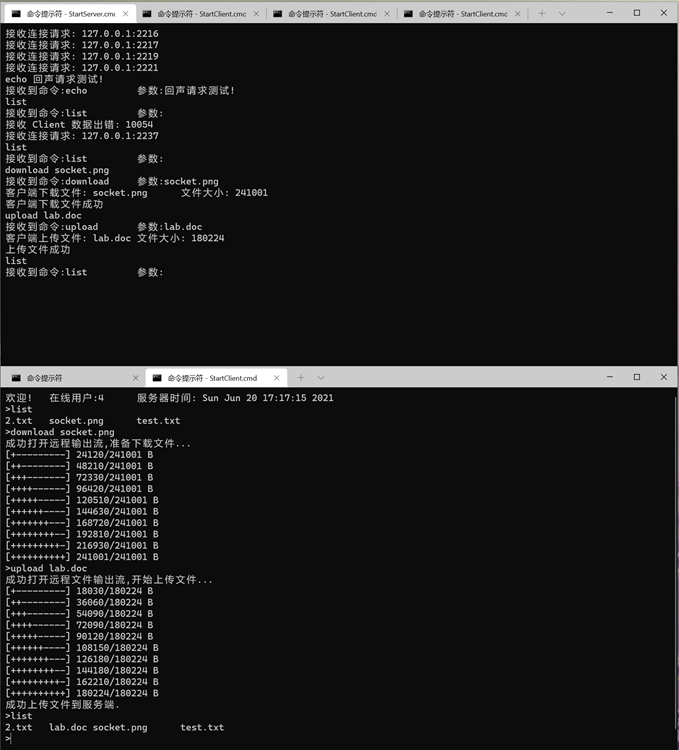 命令提示符 - StartServer.cmd 命令提示符 - StartClient.cmd 命令提示符 - StartClient.cmd 命令提示符 - StartClient.cmd
接收连接请求: 127.0.0.1:2216
接收连接请求: 127.0.0.1:2217
接收连接请求: 127.0.0.1:2219
接收连接请求: 127.0.0.1:2221
echo 回声请求测试!
接收到命令:echo 参数:回声请求测试!
list
接收到命令:list 参数:
接收 Client 数据出错: 10054
接收连接请求: 127.0.0.1:2237
list
接收到命令:list 参数:
download socket.png
接收到命令:download 参数:socket.png
客户端下载文件: socket.png 文件大小: 241001
客户端下载文件成功
upload lab.doc
接收到命令:upload 参数:lab.doc
客户端上传文件: lab.doc 文件大小: 180224
上传文件成功
list
接收到命令:list 参数:
命令提示符 命令提示符 - StartClient.cmd
欢迎! 在线用户:4 服务器时间: Sun Jun 20 17:17:15 2021
>list
2.txt socket.png test.txt
>download socket.png
成功打开远程输出流,准备下载文件...
[+---------] 24120/241001 B
[++--------] 48210/241001 B
[+++-------] 72330/241001 B
[++++------] 96420/241001 B
[+++++-----] 120510/241001 B
[++++++----] 144630/241001 B
[+++++++---] 168720/241001 B
[++++++++--] 192810/241001 B
[+++++++++-] 216930/241001 B
[++++++++++] 241001/241001 B
>upload lab.doc
成功打开远程文件输出流,开始上传文件...
[+---------] 18030/180224 B
[++--------] 36060/180224 B
[+++-------] 54090/180224 B
[++++------] 72090/180224 B
[+++++-----] 90120/180224 B
[++++++----] 108150/180224 B
[+++++++---] 126180/180224 B
[++++++++--] 144180/180224 B
[+++++++++-] 162210/180224 B
[++++++++++] 180224/180224 B
成功上传文件到服务端.
>list
2.txt lab.doc socket.png test.txt
>